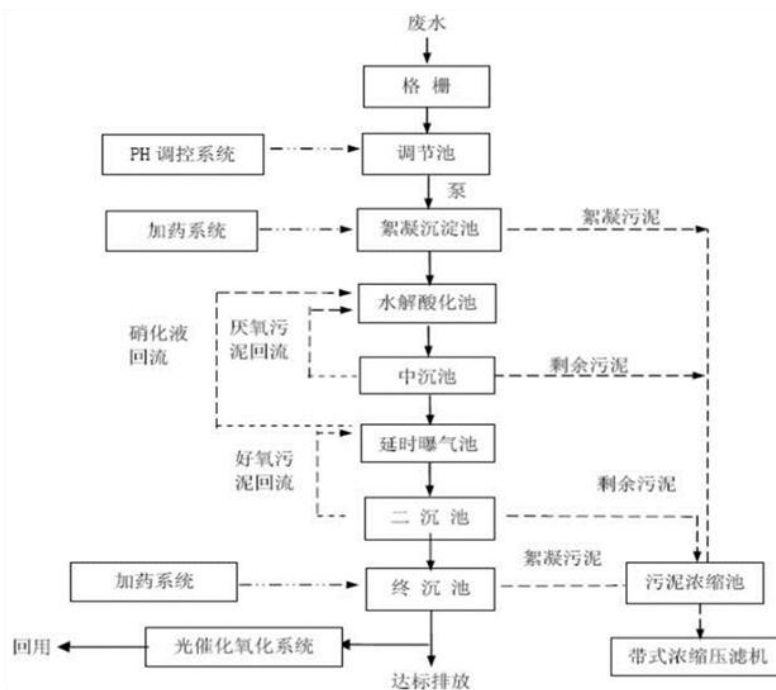 废水
格 栅
PH 调控系统
调节池
泵
加药系统
絮凝沉淀池
絮凝污泥
水解酸化池
硝化液
回流
厌氧污
泥回流
中沉池
剩余污泥
延时曝气池
好氧污
泥回流
剩余污泥
二 沉 池
絮凝污泥
加药系统
终 沉 池
污泥浓缩池
回用
光催化氧化系统
达标排放
带式浓缩压滤机